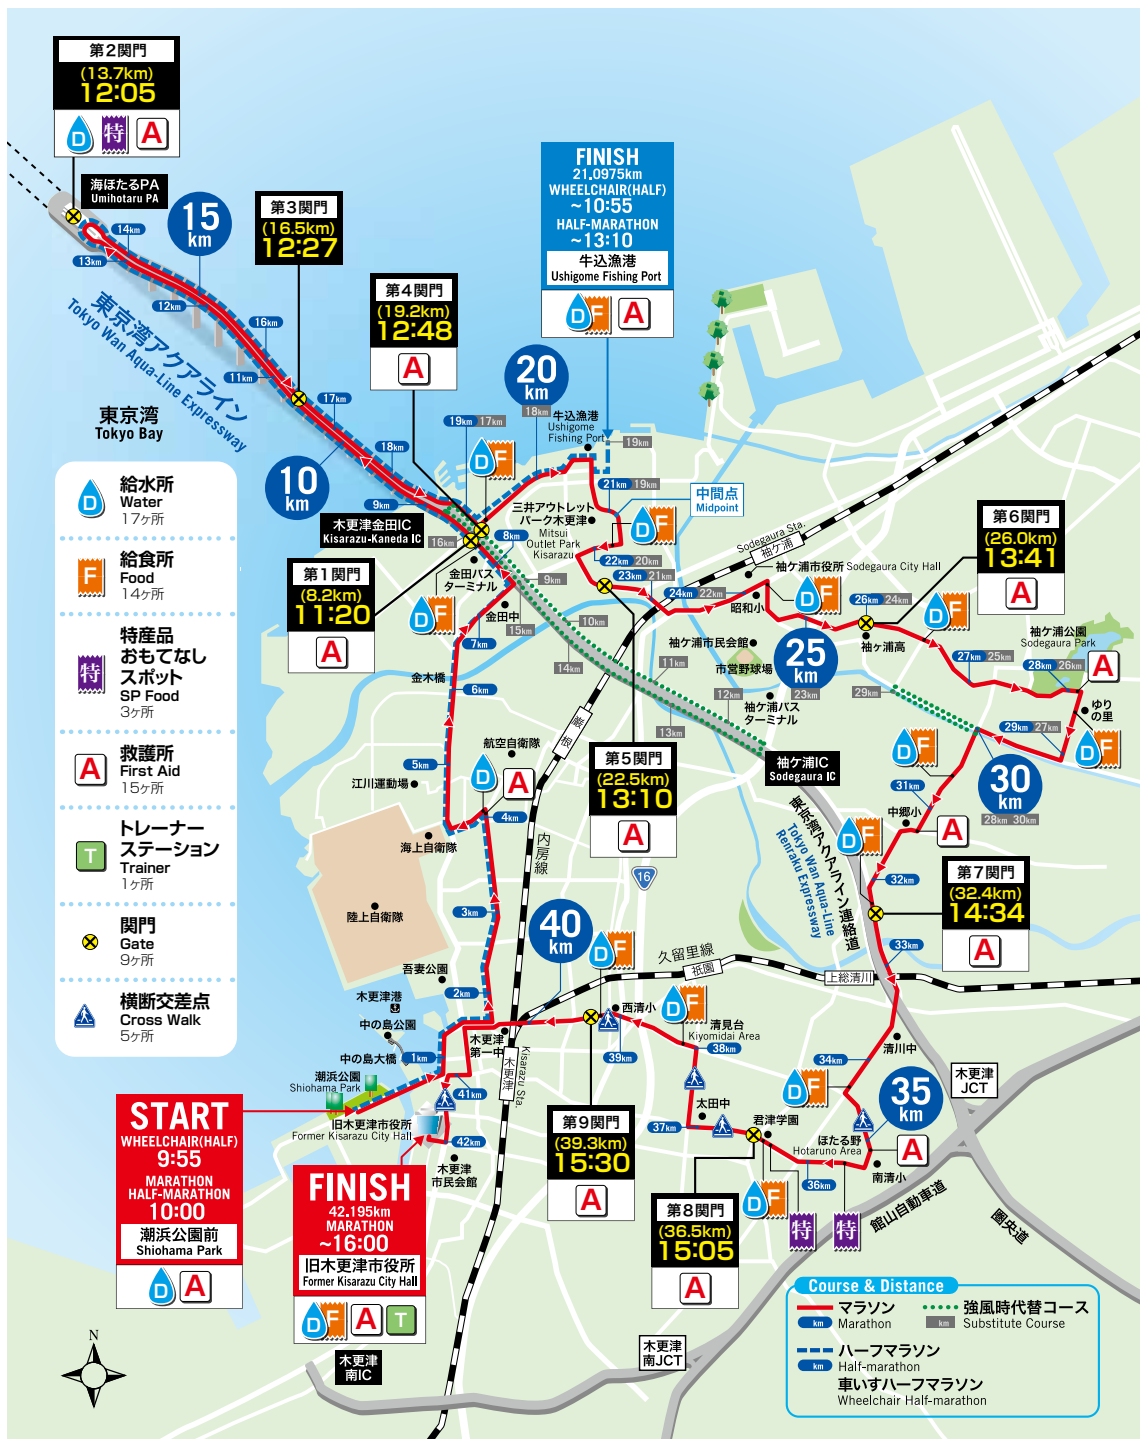 第2関門
(13.7km)
12:05
D
特
A
海ほたるPA
Umihotaru PA
15
km
14km
13km
12km
16km
11km
17km
18km
10
km
9km
東京湾アクアライン
Tokyo Wan Aqua-Line Expressway
東京湾
Tokyo Bay
第3関門
(16.5km)
12:27
第4関門
(19.2km)
12:48
A
FINISH
21.0975km
WHEELCHAIR(HALF)
~10:55
HALF-MARATHON
~13:10
牛込漁港
Ushigome Fishing Port
D
F
A
20
km
19km
17km
18km
牛込漁港
Ushigome
Fishing Port
19km
21km
19km
中間点
Midpoint
D
F
三井アウトレット
パーク木更津
Mitsui
Outlet Park
Kisarazu
D
F
22km
20km
23km
21km
木更津金田IC
Kisarazu-Kaneda IC
16km
8km
9km
10km
11km
12km
13km
14km
15km
第1関門
(8.2km)
11:20
A
金田バス
ターミナル
金田中
D
F
7km
金木橋
6km
5km
江川運動場
航空自衛隊
D
A
4km
海上自衛隊
陸上自衛隊
3km
吾妻公園
2km
木更津港
中の島公園
中の島大橋
1km
潮浜公園
Shiohama Park
Sodegaura Sta.
袖ケ浦
袖ケ浦市役所 Sodegaura City Hall
24km
22km
昭和小
D
F
25
km
23km
26km
24km
袖ヶ浦高
第6関門
(26.0km)
13:41
A
D
F
袖ケ浦公園
Sodegaura Park
27km
25km
28km
26km
A
ゆり
の里
D
F
29km
27km
29km
30
km
28km
30km
袖ケ浦市民会館
市営野球場
袖ケ浦バス
ターミナル
袖ケ浦IC
Sodegaura IC
第5関門
(22.5km)
13:10
A
巌根
内房線
16
東京湾アクアライン連絡道
Tokyo Wan Aqua-Line
Renraku Expressway
D
F
31km
中郷小
A
D
F
32km
第7関門
(32.4km)
14:34
A
33km
上総清川
久留里線
祇園
清川中
34km
木更津
JCT
35
km
D
F
A
ほたる野
Hotaruno Area
南清小
36km
特
特
D
F
君津学園
太田中
37km
38km
清見台
Kiyomidai Area
D
F
西清小
39km
D
F
40
km
木更津
第一中
木更津
Kisarazu Sta.
41km
42km
旧木更津市役所
Former Kisarazu City Hall
木更津
市民会館
第9関門
(39.3km)
15:30
A
第8関門
(36.5km)
15:05
A
館山自動車道
圏央道
木更津
南JCT
木更津
南IC
START
WHEELCHAIR(HALF)
9:55
MARATHON
HALF-MARATHON
10:00
潮浜公園前
Shiohama Park
D
A
FINISH
42.195km
MARATHON
~16:00
旧木更津市役所
Former Kisarazu City Hall
D
F
A
T
D
給水所
Water
17ヶ所
F
給食所
Food
14ヶ所
特
特産品
おもてなし
スポット
SP Food
3ヶ所
A
救護所
First Aid
15ヶ所
T
トレーナー
ステーション
Trainer
1ヶ所
関門
Gate
9ヶ所
横断交差点
Cross Walk
5ヶ所
N
Course & Distance
マラソン
km
Marathon
強風時代替コース
km
Substitute Course
ハーフマラソン
km
Half-marathon
車いすハーフマラソン
Wheelchair Half-marathon